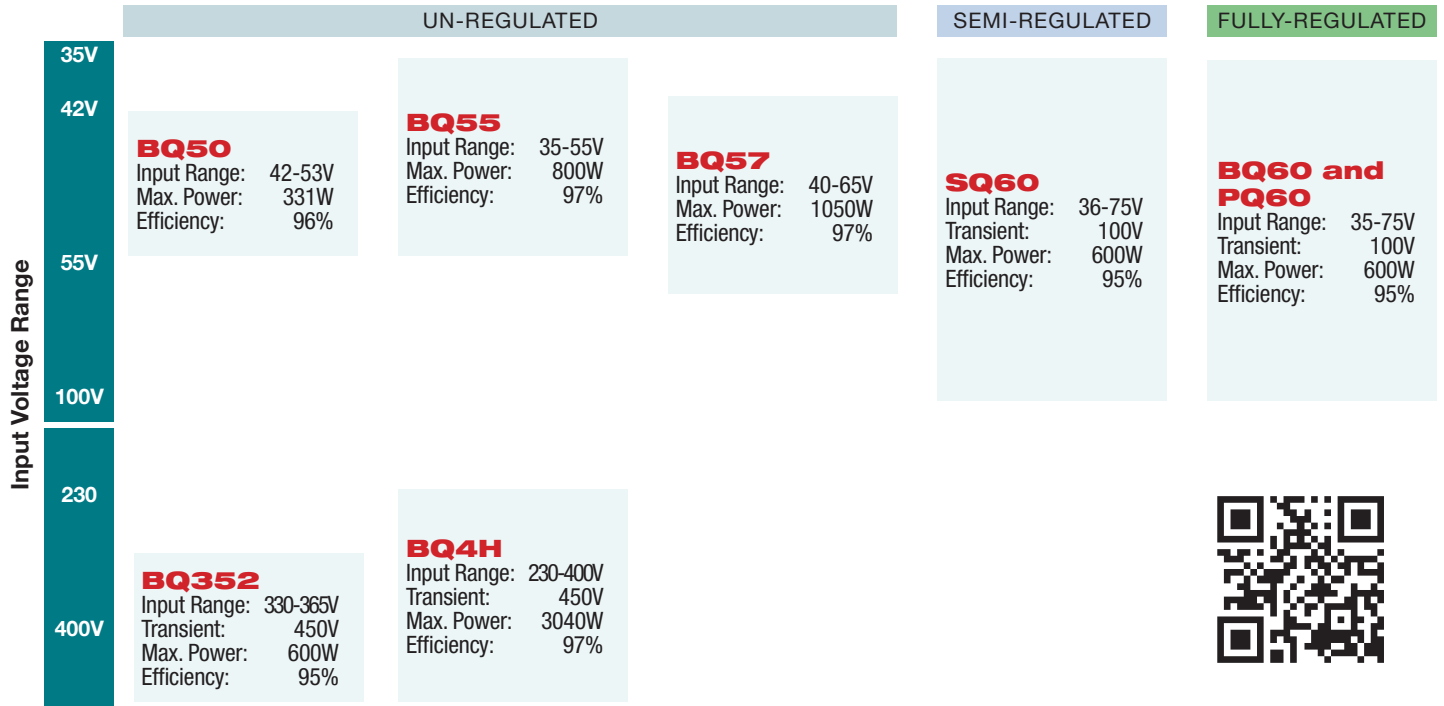 UN-REGULATED
SEMI-REGULATED
FULLY-REGULATED
Input Voltage Range
35V
42V
55V
100V
230
400V
BQ50
Input Range: 42-53V
Max. Power: 331W
Efficiency: 96%
BQ55
Input Range: 35-55V
Max. Power: 800W
Efficiency: 97%
BQ57
Input Range: 40-65V
Max. Power: 1050W
Efficiency: 97%
SQ60
Input Range: 36-75V
Transient: 100V
Max. Power: 600W
Efficiency: 95%
BQ60 and
PQ60
Input Range: 35-75V
Transient: 100V
Max. Power: 600W
Efficiency: 95%
BQ352
Input Range: 330-365V
Transient: 450V
Max. Power: 600W
Efficiency: 95%
BQ4H
Input Range: 230-400V
Transient: 450V
Max. Power: 3040W
Efficiency: 97%